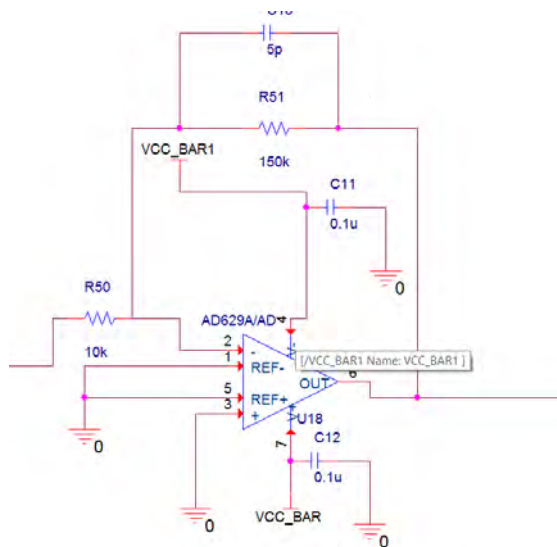 5p
R51
VCC_BAR1
150k
C11
0.1u
0
R50
AD629A/AD
4
10k
2
-
1
REF-
[/VCC_BAR1 Name: VCC_BAR1 ]
OUT
5
REF+
3
+
U18
7
C12
0.1u
0
0
0
VCC_BAR